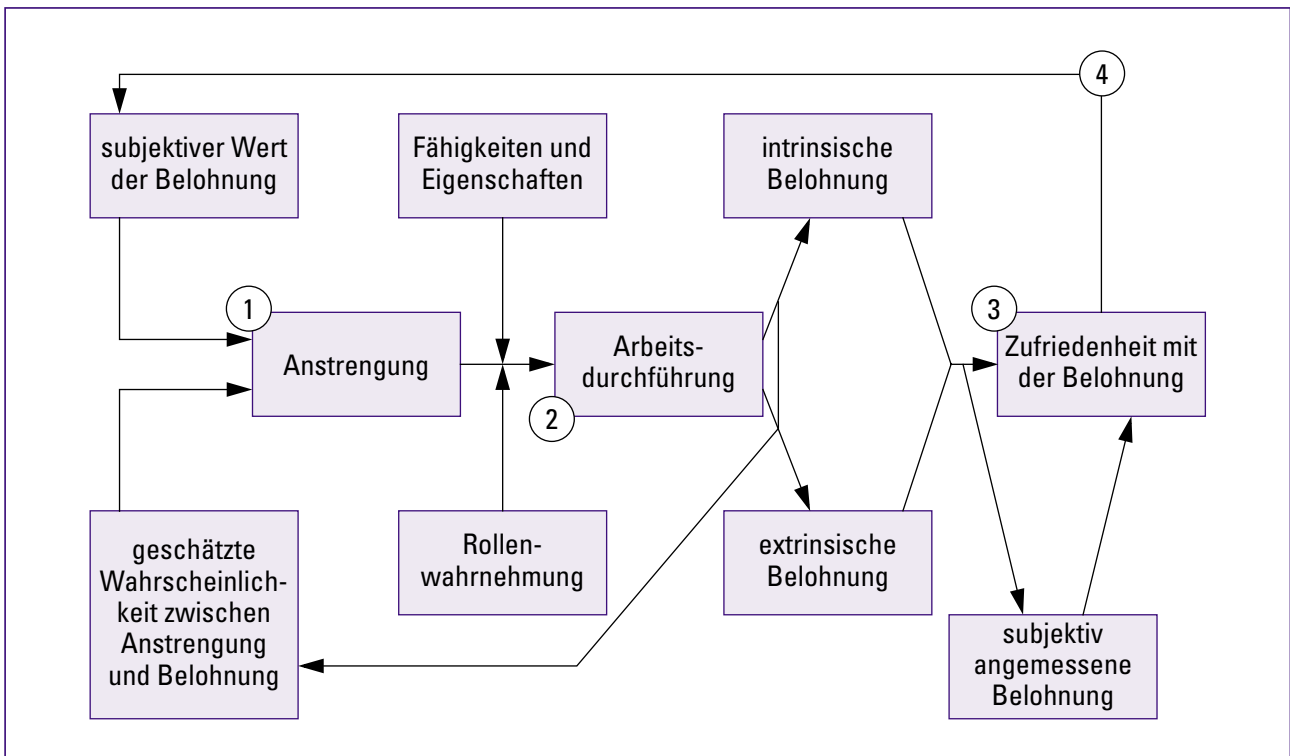 4
subjektiver Wert
der Belohnung
Fähigkeiten und
Eigenschaften
intrinsische
Belohnung
1
Anstrengung
Arbeits-
durchführung
2
3
Zufriedenheit mit
der Belohnung
geschätzte
Wahrscheinlich-
keit zwischen
Anstrengung
und Belohnung
Rollen-
wahrnehmung
extrinsische
Belohnung
subjektiv
angemessene
Belohnung